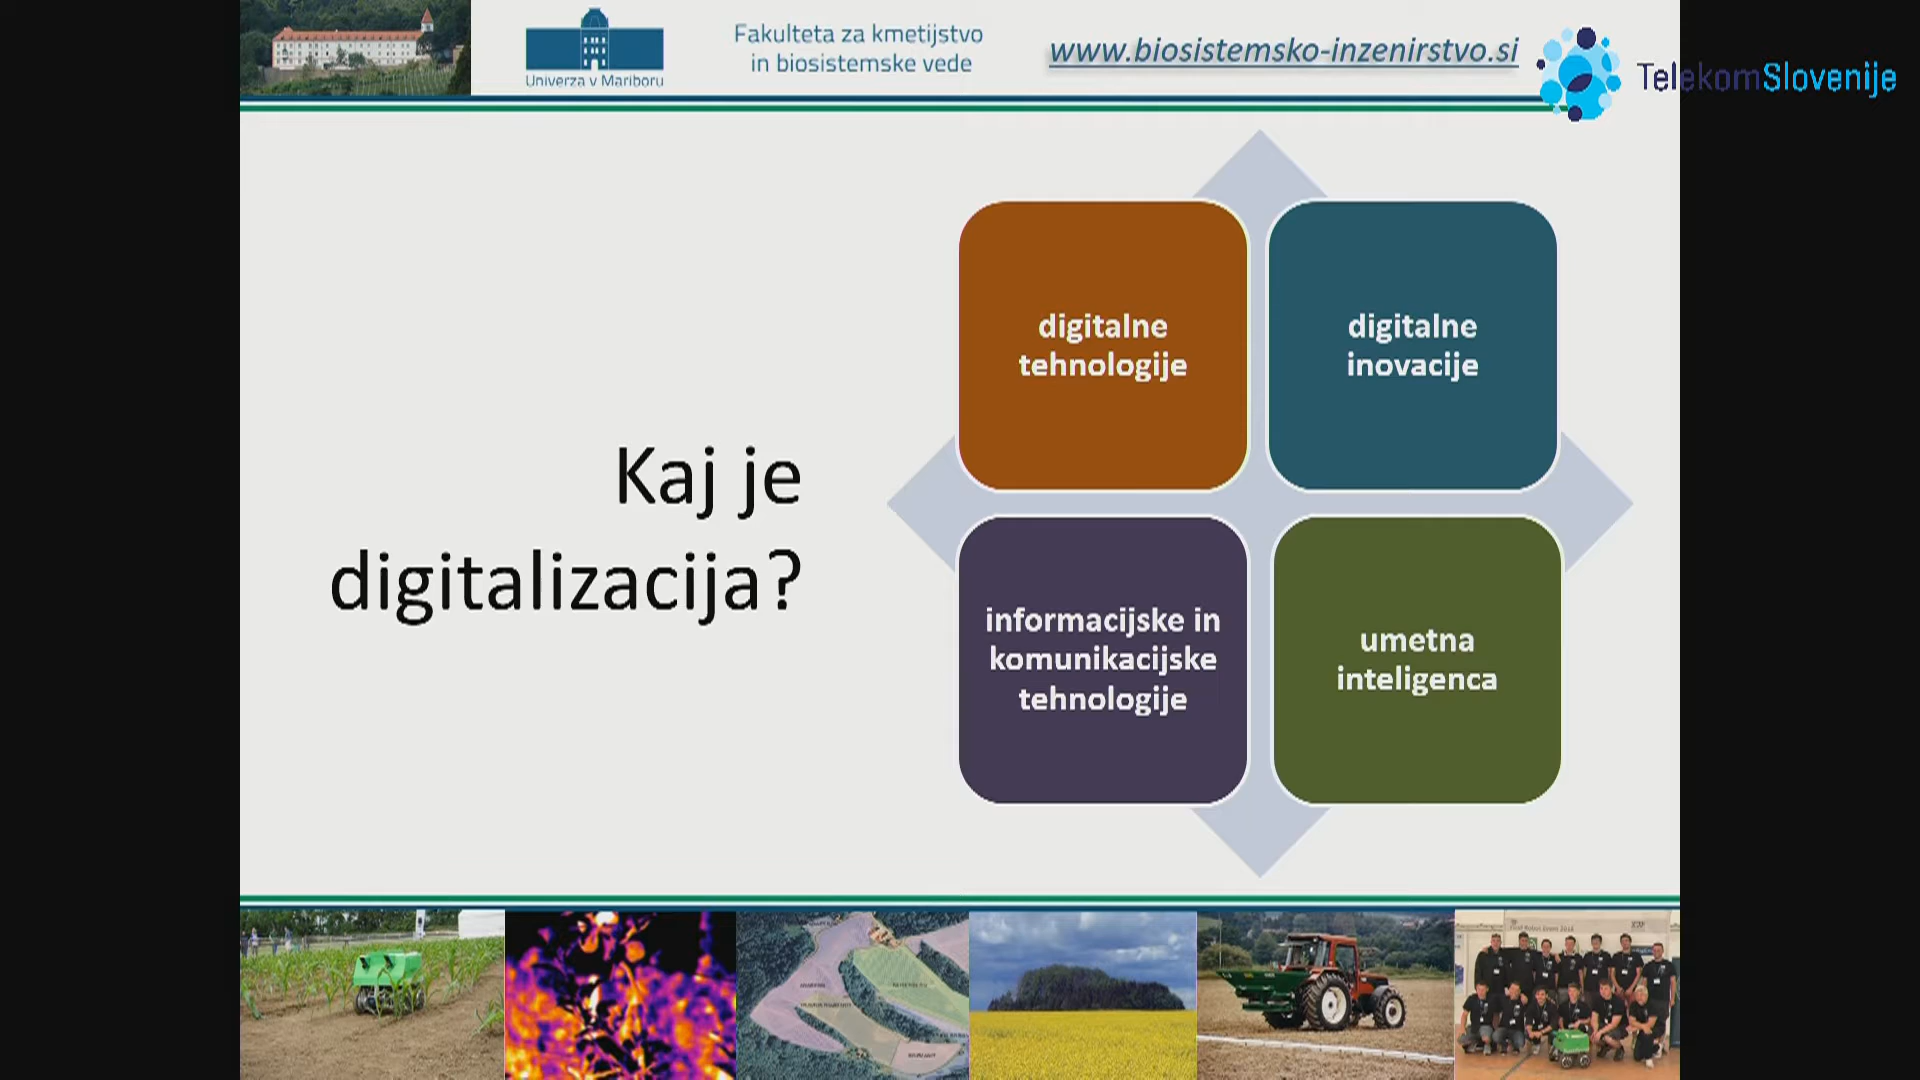 Univerza v Mariboru
Fakulteta za kmetijstvo
in biosistemske vede
www.biosistemsko-inzenirstvo.si
TelekomSlovenije
Kaj je
digitalizacija?
digitalne
tehnologije
digitalne
inovacije
informacijske in
komunikacijske
tehnologije
umetna
inteligenca